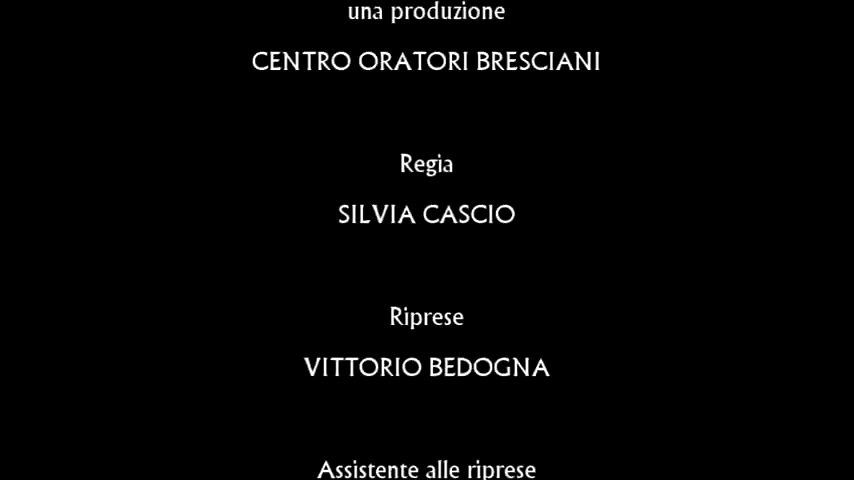 una produzione
CENTRO ORATORI BRESCIANI
Regia
SILVIA CASCIO
Riprese
VITTORIO BEDOGNA
Assistente alle riprese